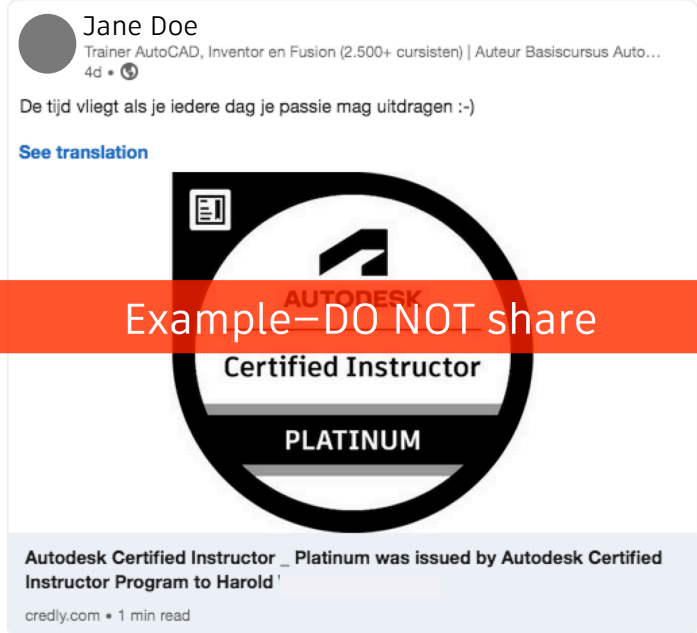 Jane Doe
Trainer AutoCAD, Inventor en Fusion (2.500+ cursisten) | Auteur Basiscursus Auto…
4d •
De tijd vliegt als je iedere dag je passie mag uitdragen :-)
See translation
AUTODESK
Example—DO NOT share
Certified Instructor
PLATINUM
Autodesk Certified Instructor _ Platinum was issued by Autodesk Certified
Instructor Program to Harold '
credly.com • 1 min read